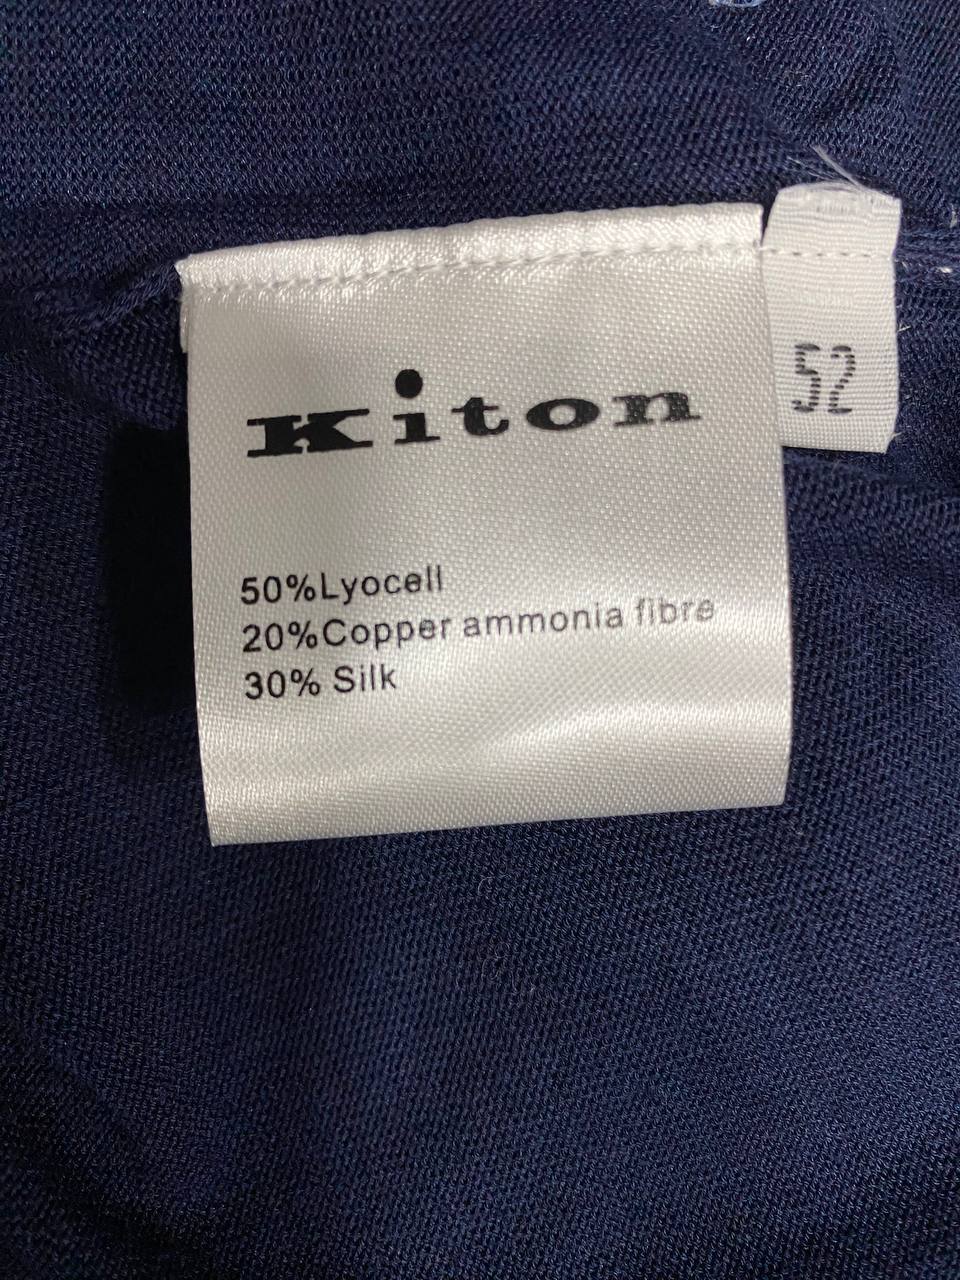 Kiton
52
50%Lyocell
20%Copper ammonia fibre
30% Silk